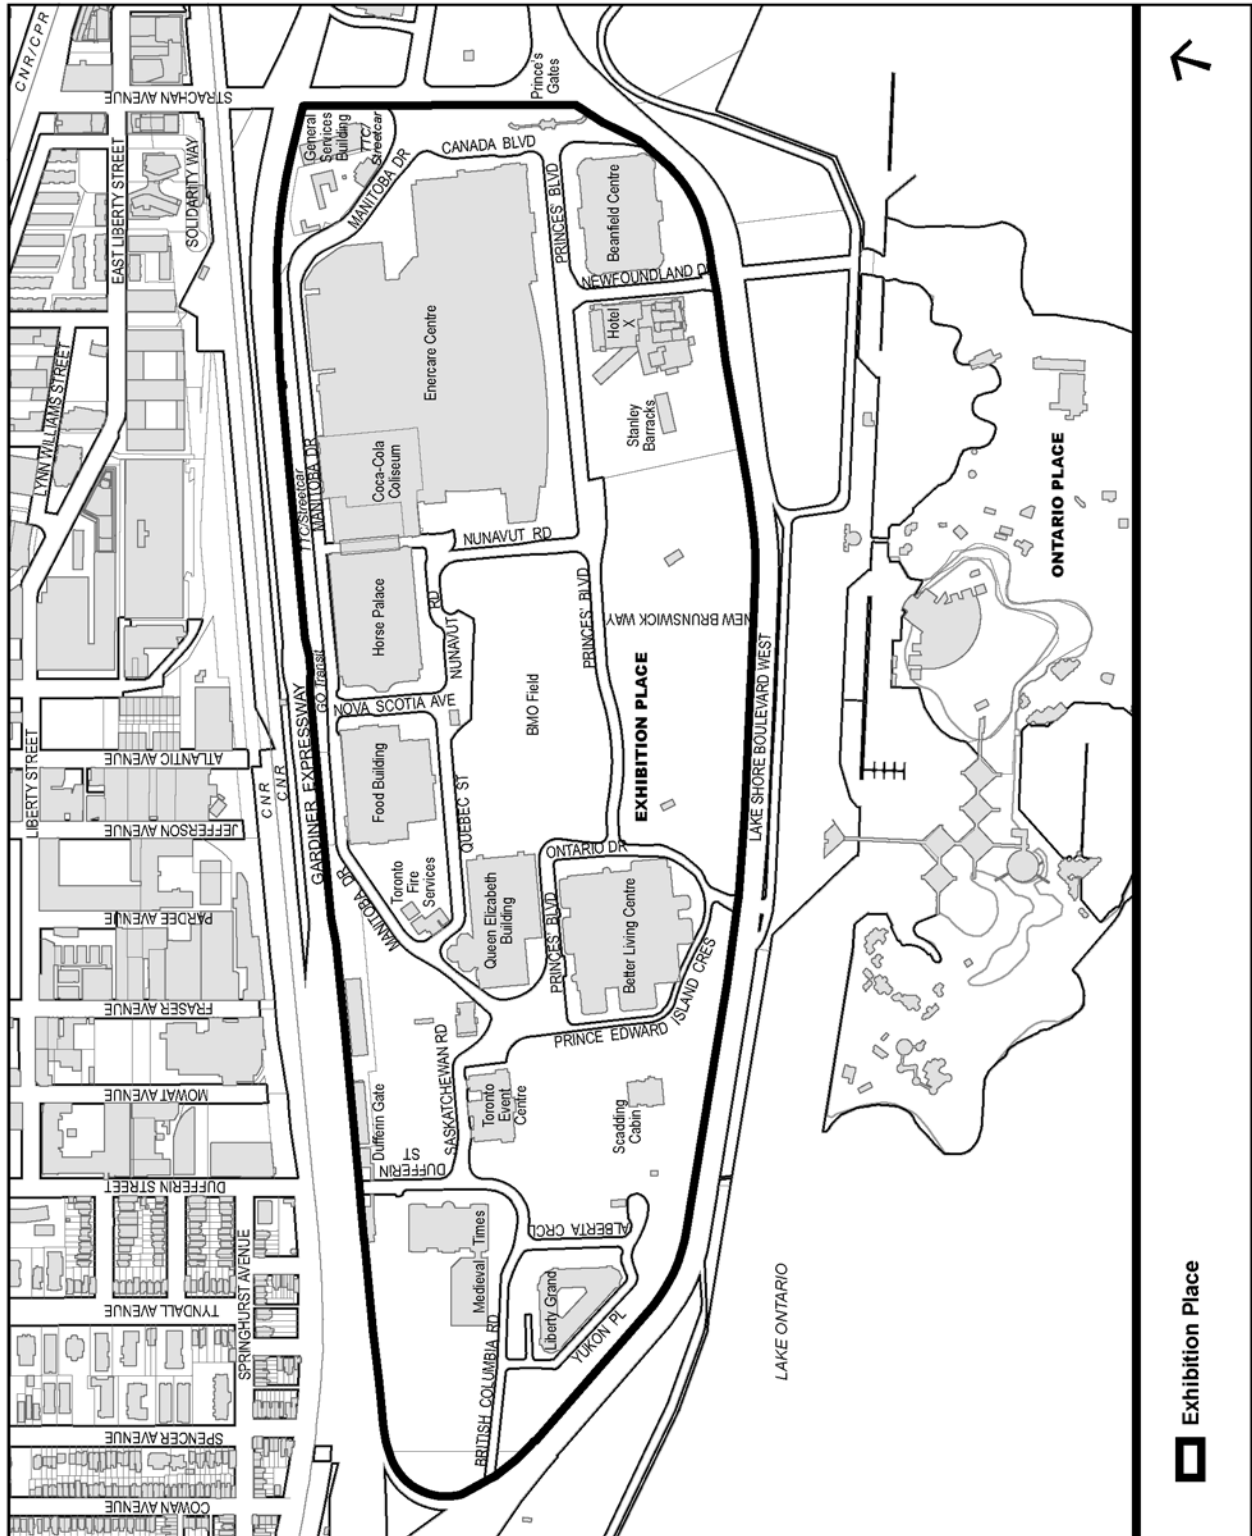 CNR/CPR
STRACHAN AVENUE
EAST LIBERTY STREET
SOLIDARITY WAY
LYNN WILLIAMS STREET
LIBERTY STREET
ATLANTIC AVENUE
JEFFERSON AVENUE
PARDEE AVENUE
FRASER AVENUE
MOWAT AVENUE
DUFFERIN STREET
TYNDALL AVENUE
SPRINGHURST AVENUE
SPENCER AVENUE
COWAN AVENUE
CNR
CNR
GARDINER EXPRESSWAY
GO Transit
TTC/Streetcar
MANITOBA DR
General
Services
Building
TTC/
Streetcar
MANITOBA DR
CANADA BLVD
Prince's
Gates
PRINCES' BLVD
Beanfield Centre
NEWFOUNDLAND D
Enercare Centre
Hotel
X
Stanley
Barracks
Coca-Cola
Coliseum
NUNAVUT RD
Horse Palace
NUNAVUT
RD
PRINCES' BLVD
NEW BRUNSWICK WAY
NOVA SCOTIA AVE
BMO Field
EXHIBITION PLACE
Food Building
QUEBEC ST
Toronto
Fire
Services
MANITOBA DR
ONTARIO DR
Queen Elizabeth
Building
PRINCES' BLVD
Better Living Centre
PRINCE EDWARD
ISLAND CRES
SASKATCHEWAN RD
Dufferin Gate
Toronto
Event
Centre
Scadding
Cabin
DUFFERIN
ST
Medieval Times
ALBERTA CRCL
Liberty Grand
YUKON PL
BRITISH COLUMBIA RD
LAKE SHORE BOULEVARD WEST
ONTARIO PLACE
LAKE ONTARIO
Exhibition Place